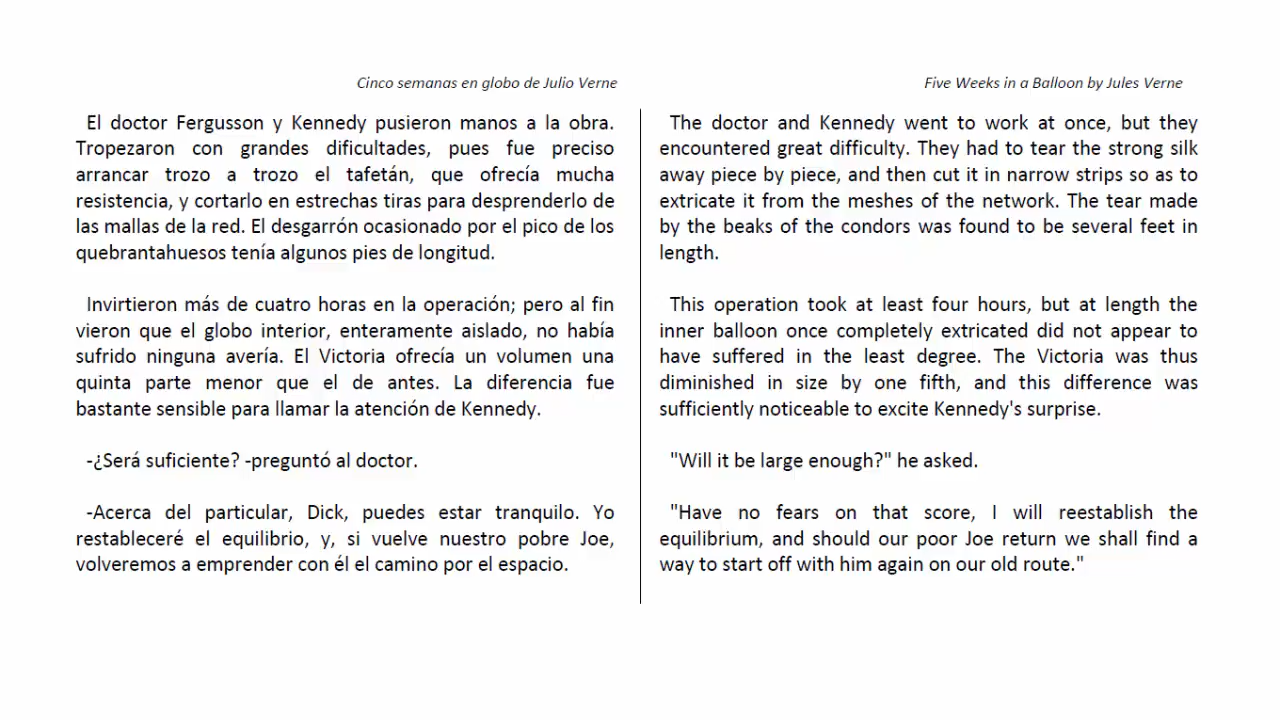 Cinco semanas en globo de Julio Verne
El doctor Fergusson y Kennedy pusieron manos a la obra.
Tropezaron con grandes dificultades, pues fue preciso
arrancar trozo a trozo el tafetán, que ofrecía mucha
resistencia, y cortarlo en estrechas tiras para desprenderlo de
las mallas de la red. El desgarrón ocasionado por el pico de los
quebrantahuesos tenía algunos pies de longitud.
Invirtieron más de cuatro horas en la operación; pero al fin
vieron que el globo interior, enteramente aislado, no había
sufrido ninguna avería. El Victoria ofrecía un volumen una
quinta parte menor que el de antes. La diferencia fue
bastante sensible para llamar la atención de Kennedy.
-¿Será suficiente? -preguntó al doctor.
-Acerca del particular, Dick, puedes estar tranquilo. Yo
restableceré el equilibrio, y, si vuelve nuestro pobre Joe,
volveremos a emprender con él el camino por el espacio.
Five Weeks in a Balloon by Jules Verne
The doctor and Kennedy went to work at once, but they
encountered great difficulty. They had to tear the strong silk
away piece by piece, and then cut it in narrow strips so as to
extricate it from the meshes of the network. The tear made
by the beaks of the condors was found to be several feet in
length.
This operation took at least four hours, but at length the
inner balloon once completely extricated did not appear to
have suffered in the least degree. The Victoria was thus
diminished in size by one fifth, and this difference was
sufficiently noticeable to excite Kennedy's surprise.
"Will it be large enough?" he asked.
"Have no fears on that score, I will reestablish the
equilibrium, and should our poor Joe return we shall find a
way to start off with him again on our old route."